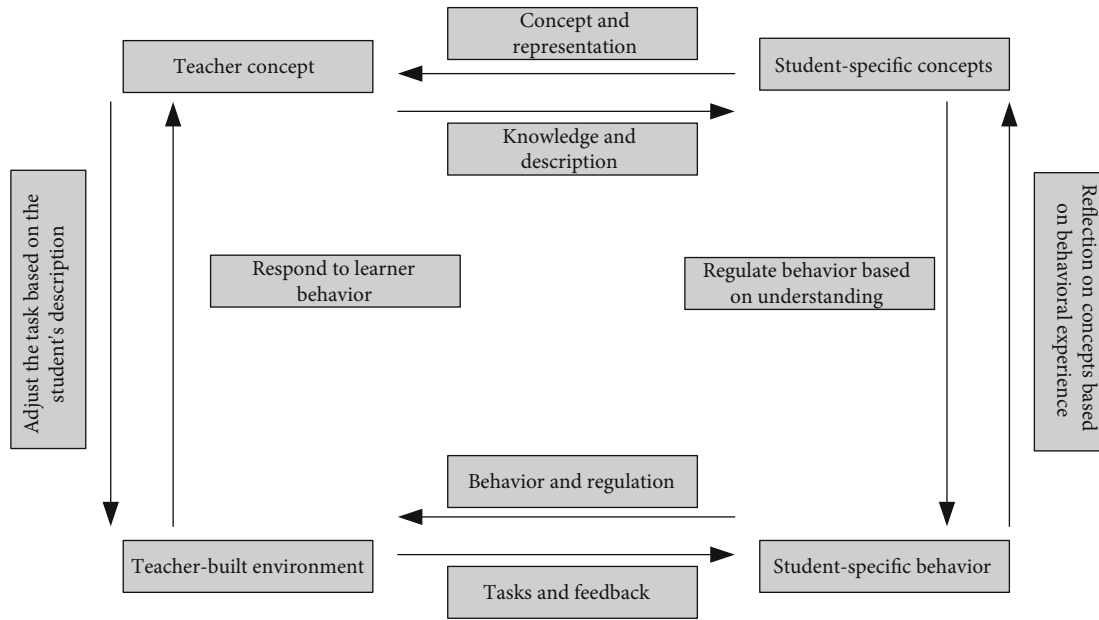 Concept and
representation
Teacher concept
Student-specific concepts
Knowledge and
description
Adjust the task based on the
student's description
Respond to learner
behavior
Regulate behavior based
on understanding
Reflection on concepts based
on behavioral experience
Behavior and regulation
Teacher-built environment
Student-specific behavior
Tasks and feedback